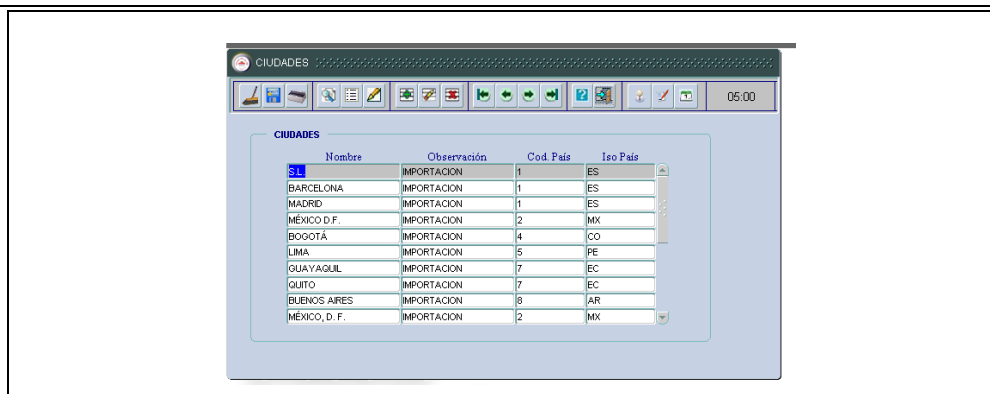 CIUDADES
05:00
CIUDADES
Nombre Observación Cod. País Iso País
S.L. IMPORTACION 1 ES
BARCELONA IMPORTACION 1 ES
MADRID IMPORTACION 1 ES
MÉXICO D.F. IMPORTACION 2 MX
BOGOTÁ IMPORTACION 4 CO
LIMA IMPORTACION 5 PE
GUAYAQUIL IMPORTACION 7 EC
QUITO IMPORTACION 7 EC
BUENOS AIRES IMPORTACION 8 AR
MÉXICO, D. F. IMPORTACION 2 MX